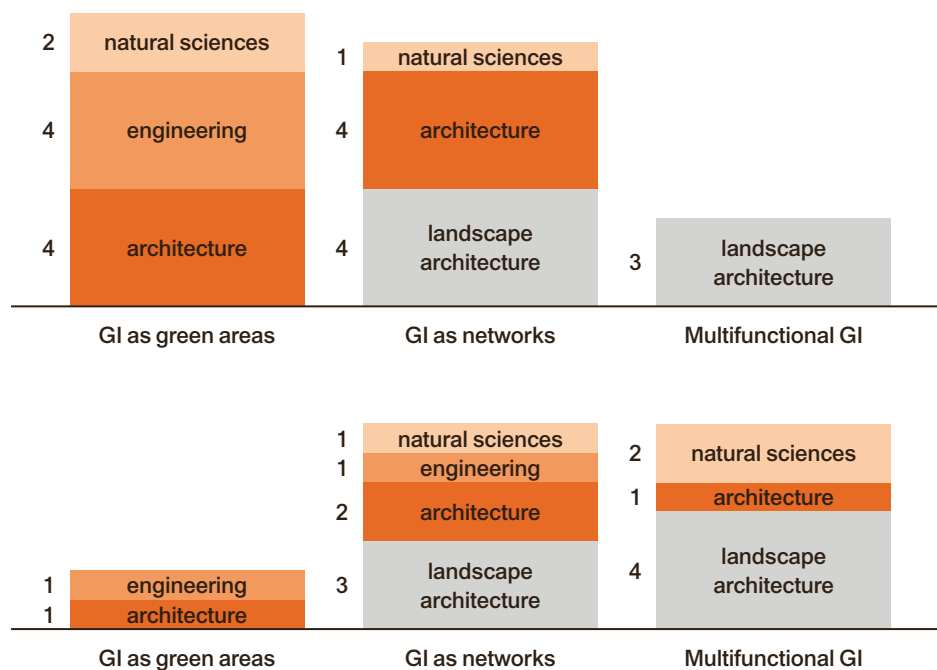 2 natural sciences
1 natural sciences
4 engineering
4 architecture
4 architecture
4 landscape
architecture
3 landscape
architecture
GI as green areas
GI as networks
Multifunctional GI
1 natural sciences
1 engineering
2 natural sciences
2 architecture
1 architecture
1 engineering
1 architecture
3 landscape
architecture
4 landscape
architecture
GI as green areas
GI as networks
Multifunctional GI